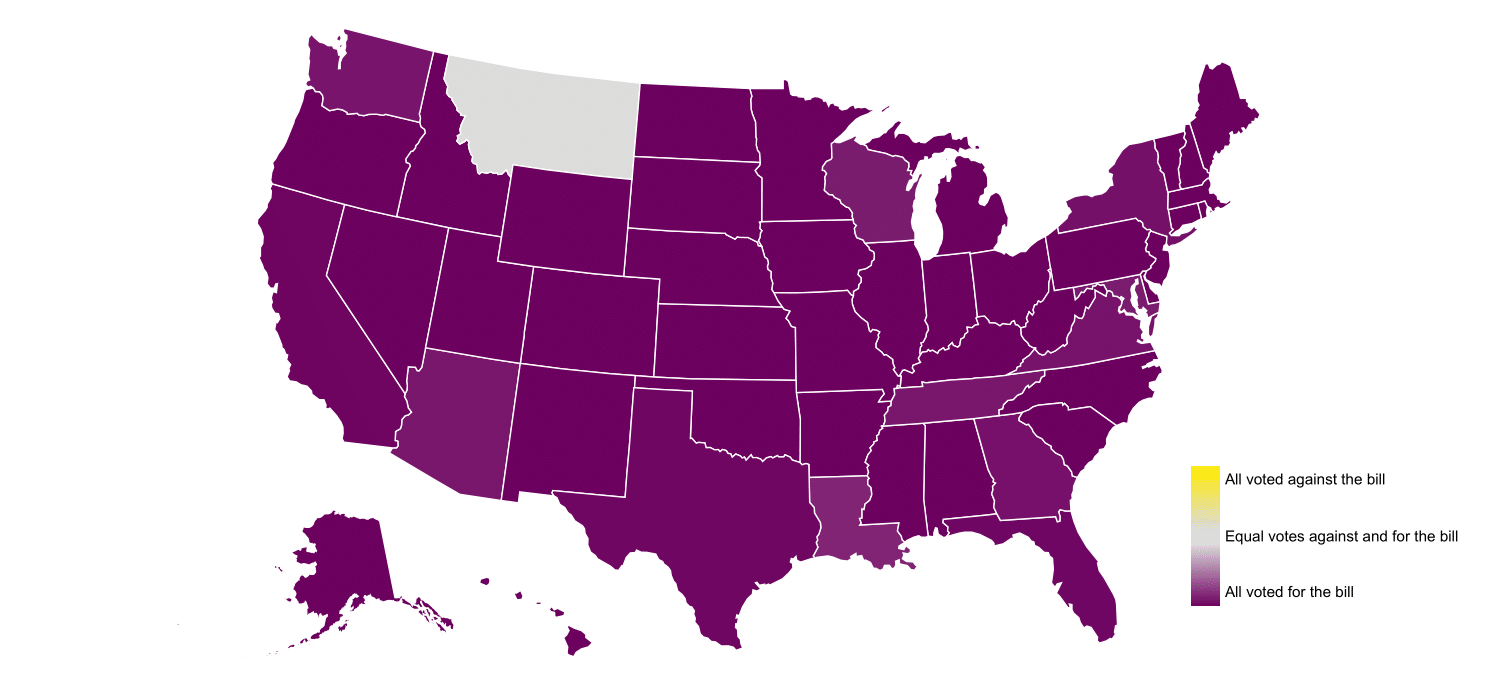 All voted against the bill
Equal votes against and for the bill
All voted for the bill